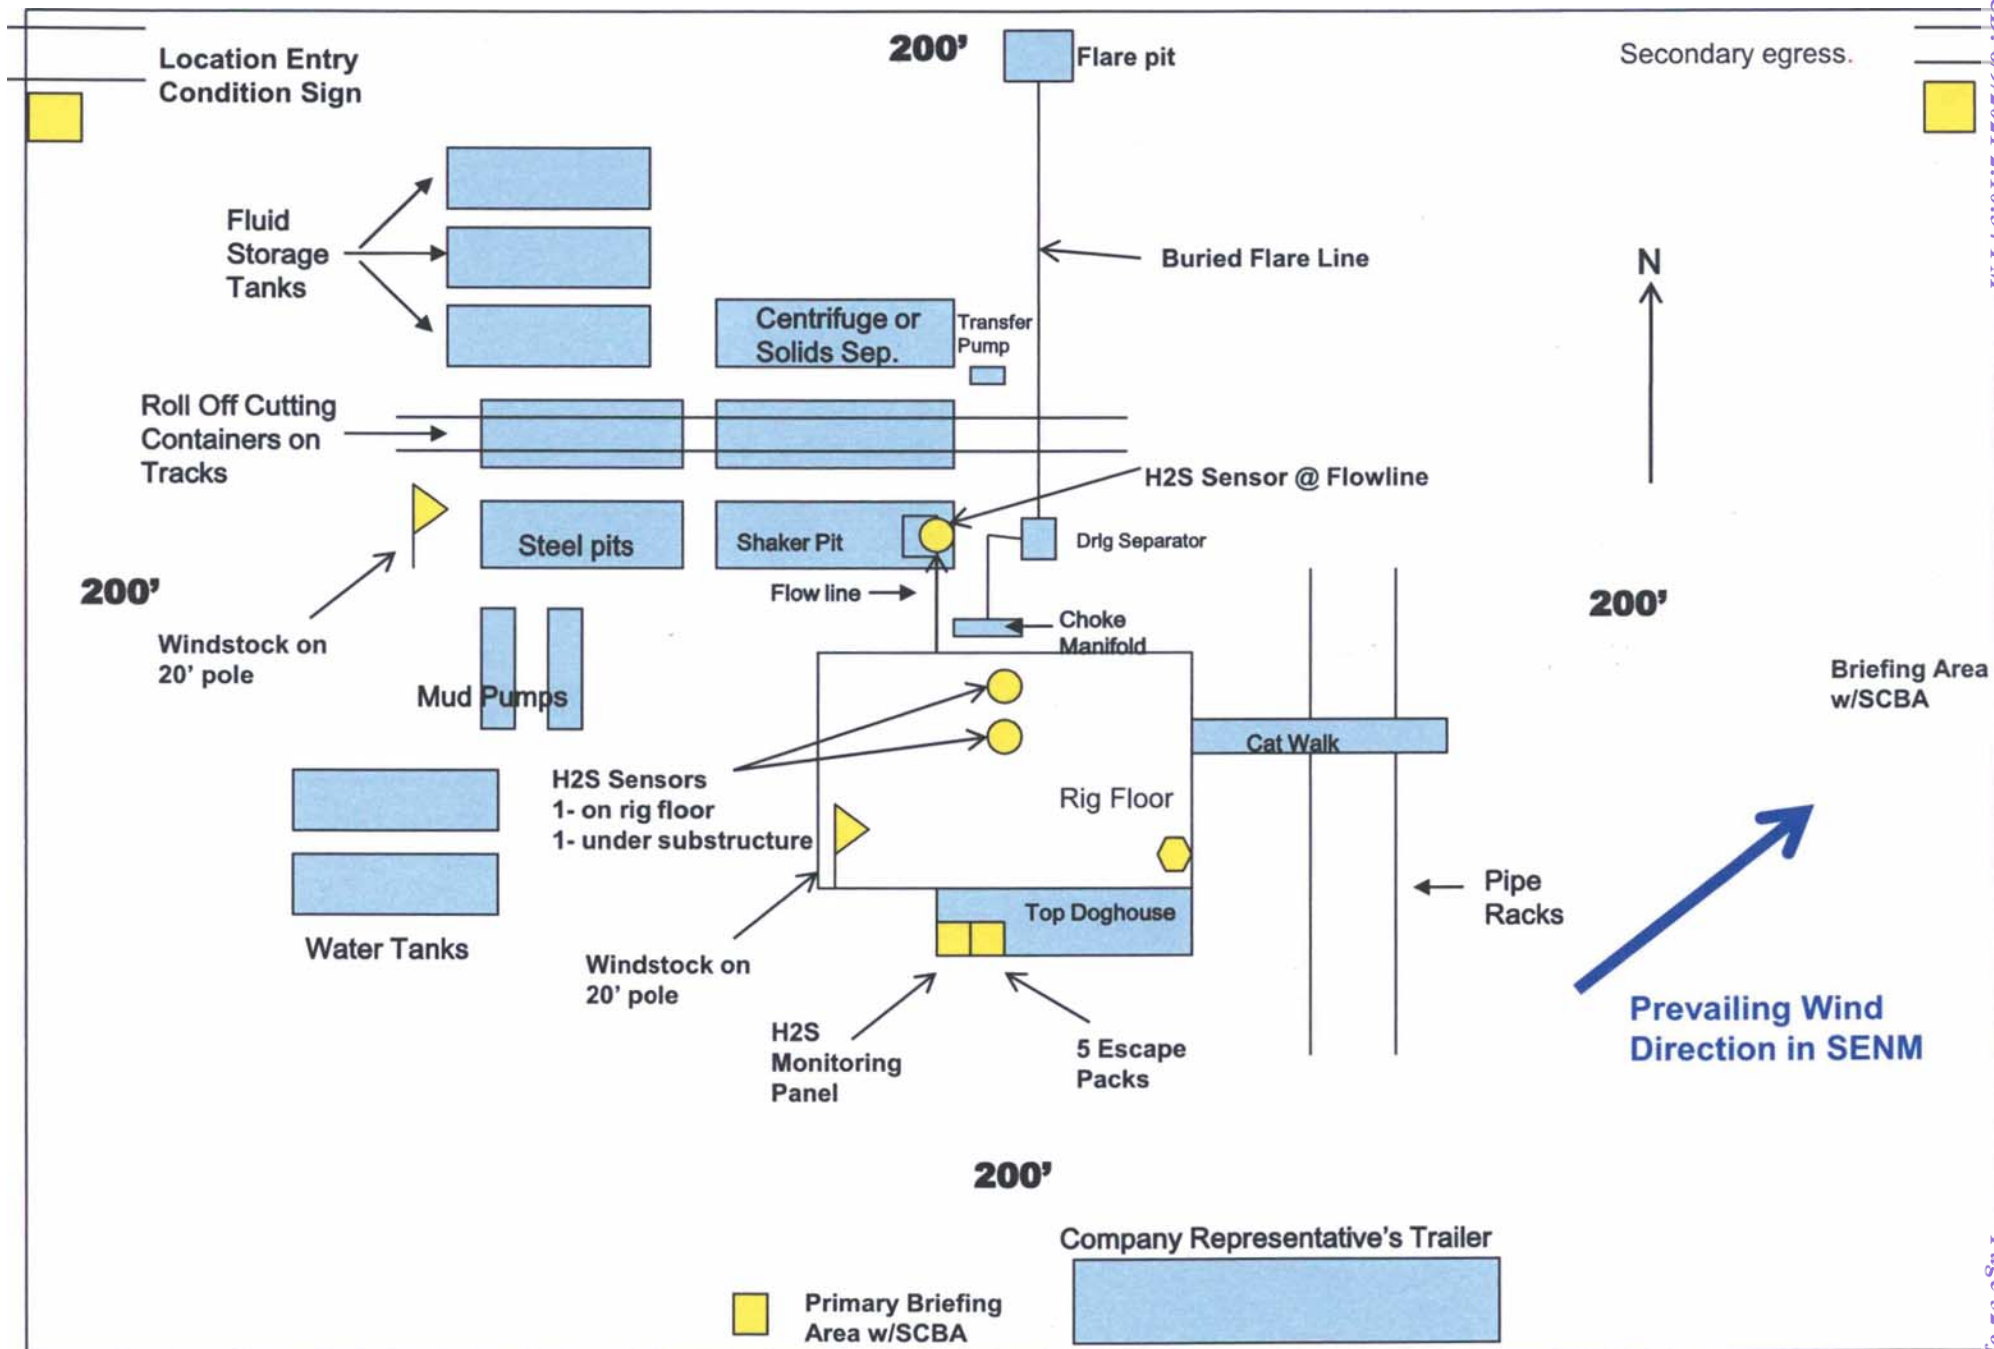 Location Entry
Condition Sign
200’
Flare pit
Secondary egress.
Fluid
Storage
Tanks
Buried Flare Line
N
Centrifuge or
Solids Sep.
Transfer
Pump
Roll Off Cutting
Containers on
Tracks
H2S Sensor @ Flowline
Steel pits
Shaker Pit
Drlg Separator
200’
Flow line
200’
Choke
Manifold
Windstock on
20’ pole
Briefing Area
w/SCBA
Mud Pumps
Cat Walk
H2S Sensors
1- on rig floor
1- under substructure
Rig Floor
Pipe
Racks
Top Doghouse
Water Tanks
Windstock on
20’ pole
Prevailing Wind
Direction in SENM
H2S
Monitoring
Panel
5 Escape
Packs
200’
Company Representative’s Trailer
Primary Briefing
Area w/SCBA